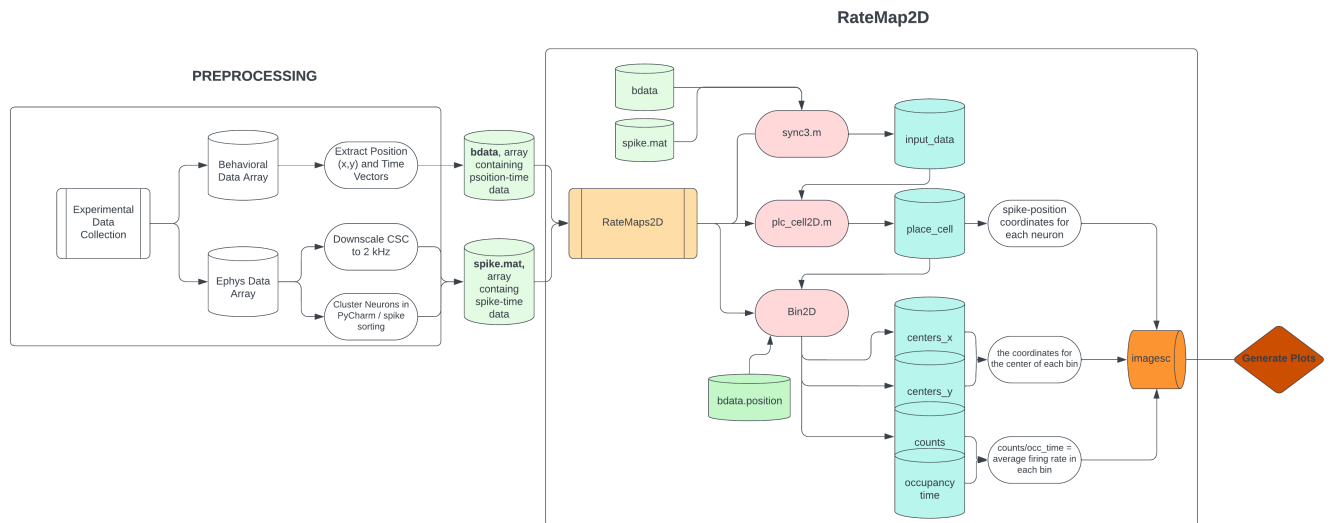 RateMap2D
PREPROCESSING
Experimental
Data
Collection
Behavioral
Data Array
Extract Position
(x,y) and Time
Vectors
Ephys Data
Array
Downscale CSC
to 2 kHz
Cluster Neurons in
PyCharm / spike
sorting
bdata, array
containing
psoition-time
data
spike.mat,
array
containg
spike-time
data
RateMaps2D
bdata
spike.mat
sync3.m
input_data
plc_cell2D.m
place_cell
spike-position
coordinates for
each neuron
Bin2D
bdata.position
centers_x
centers_y
the coordinates for
the center of each bin
counts
occupancy
time
counts/occ_time =
average firing rate in
each bin
imagesc
Generate Plots